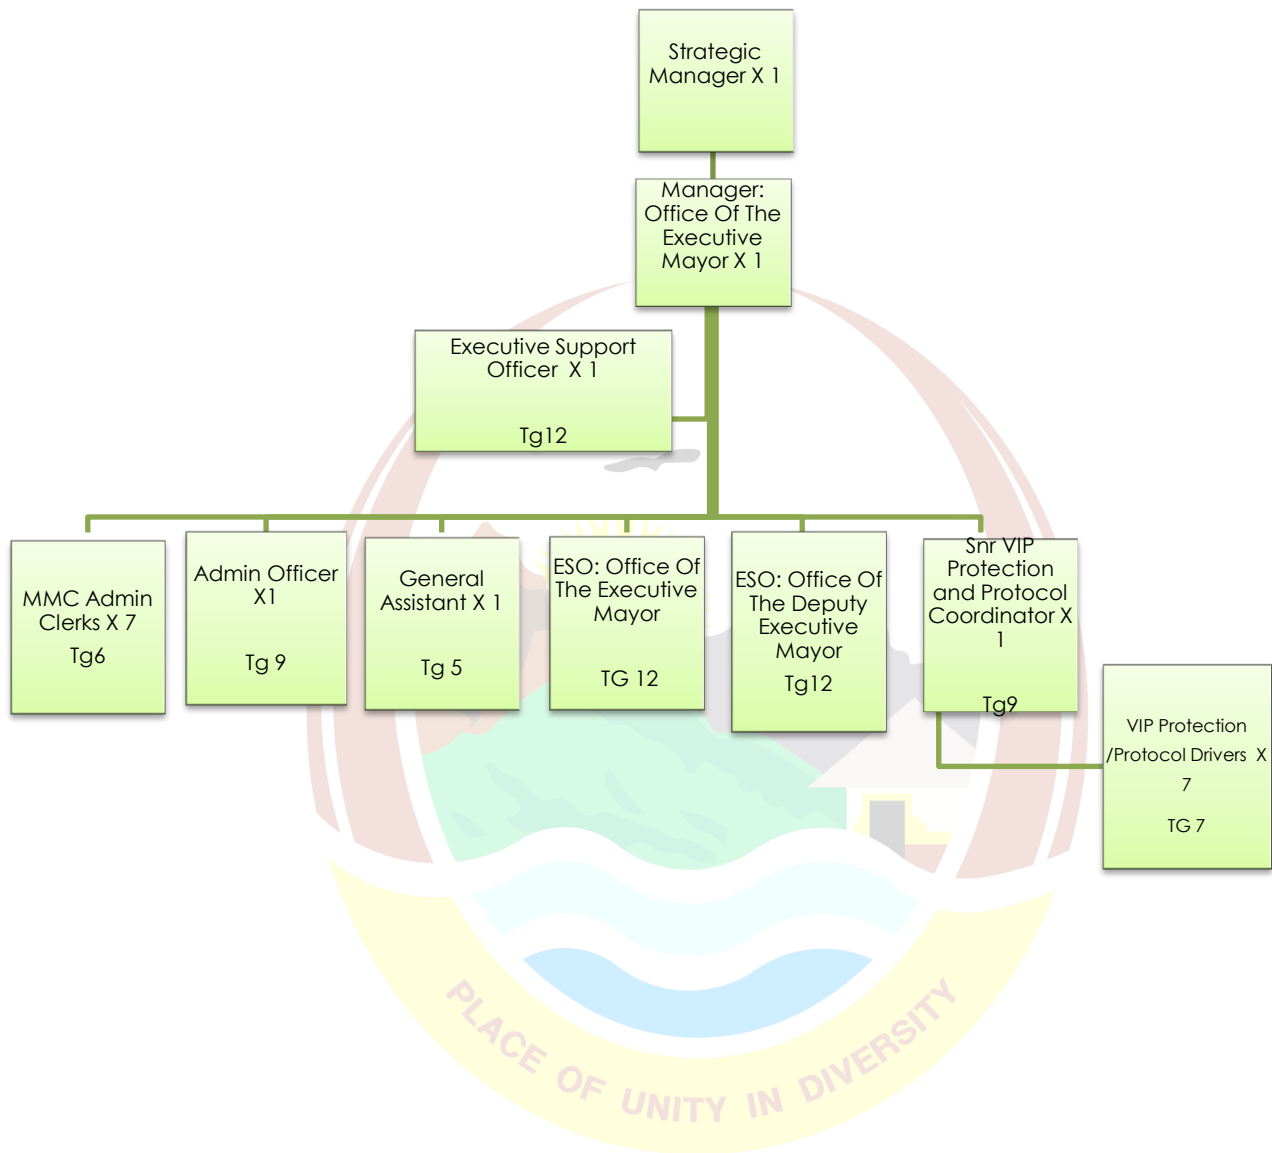 Strategic
Manager X 1
Manager:
Office Of The
Executive
Mayor X 1
Executive Support
Officer X 1
Tg12
MMC Admin
Clerks X 7
Tg6
Admin Officer
X1
Tg 9
General
Assistant X 1
Tg 5
ESO: Office Of
The Executive
Mayor
TG 12
ESO: Office Of
The Deputy
Executive
Mayor
Tg12
Snr VIP
Protection
and Protocol
Coordinator X
1
Tg9
VIP Protection
/Protocol Drivers X
7
TG 7
PLACE OF UNITY IN DIVERSITY